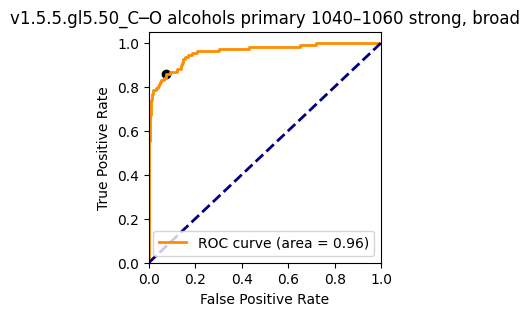 v1.5.5.gl5.50_C─O alcohols primary 1040–1060 strong, broad
1.0
0.8
0.6
0.4
0.2
0.0
True Positive Rate
ROC curve (area = 0.96)
0.0 0.2 0.4 0.6 0.8 1.0
False Positive Rate